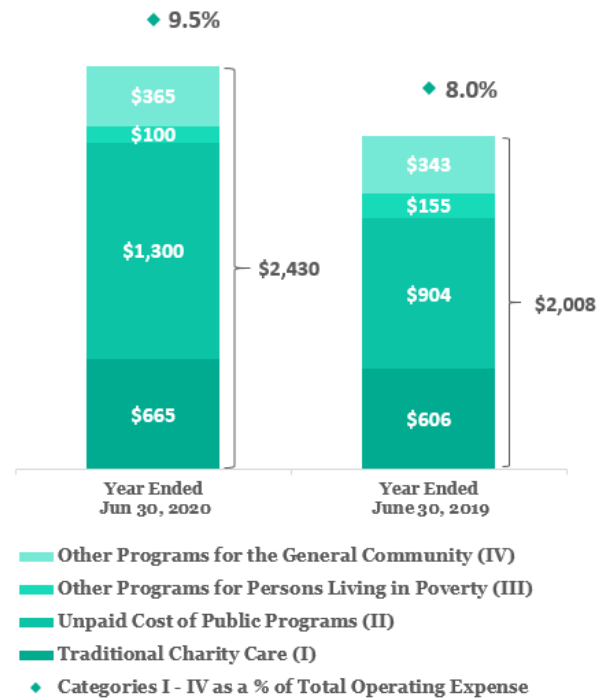 9.5%
8.0%
$365
$100
$1,300
$665
$2,430
$343
$155
$904
$606
$2,008
Year Ended
Jun 30, 2020
Year Ended
June 30, 2019
Other Programs for the General Community (IV)
Other Programs for Persons Living in Poverty (III)
Unpaid Cost of Public Programs (II)
Traditional Charity Care (I)
Categories I - IV as a % of Total Operating Expense